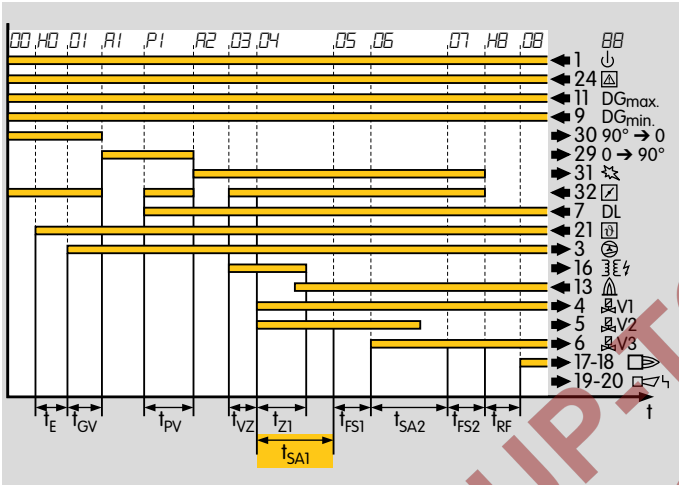 00 H0 01 A1 P1 A2 03 04 05 06 07 H8 08 88
1
24
11 DGmax.
9 DGmin.
30 90° → 0
29 0 → 90°
31
32
7 DL
21 ϑ
3
16
13
4 V1
5 V2
6 V3
17-18
19-20
t
tE tGV tPV tVZ tZ1 tFS1 tSA2 tFS2 tRF
tSA1